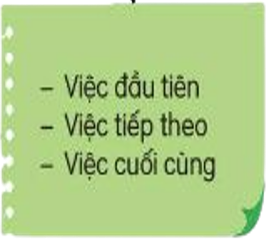 – Việc đầu tiên
– Việc tiếp theo
– Việc cuối cùng